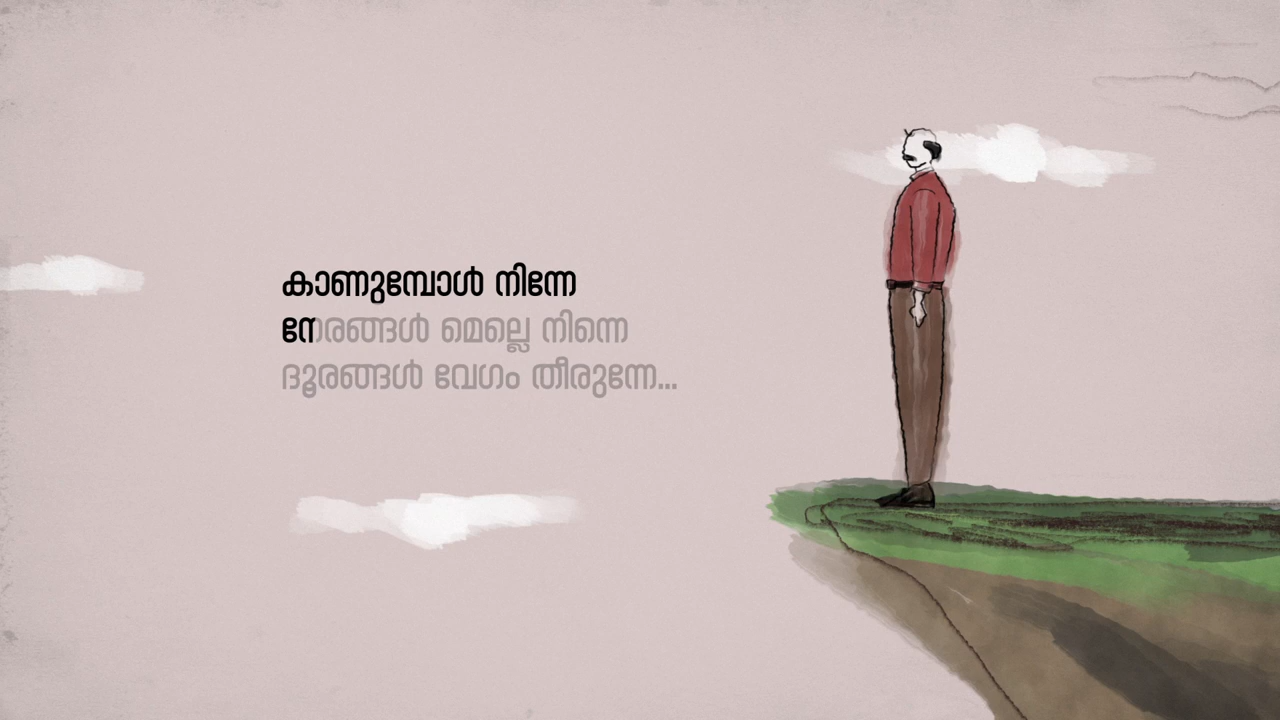 കാണുമ്പോൾ നിന്നേ
നേരങ്ങൾ മെല്ലെ നിന്നെ
ദൂരങ്ങൾ വേഗം തീരുന്നേ...